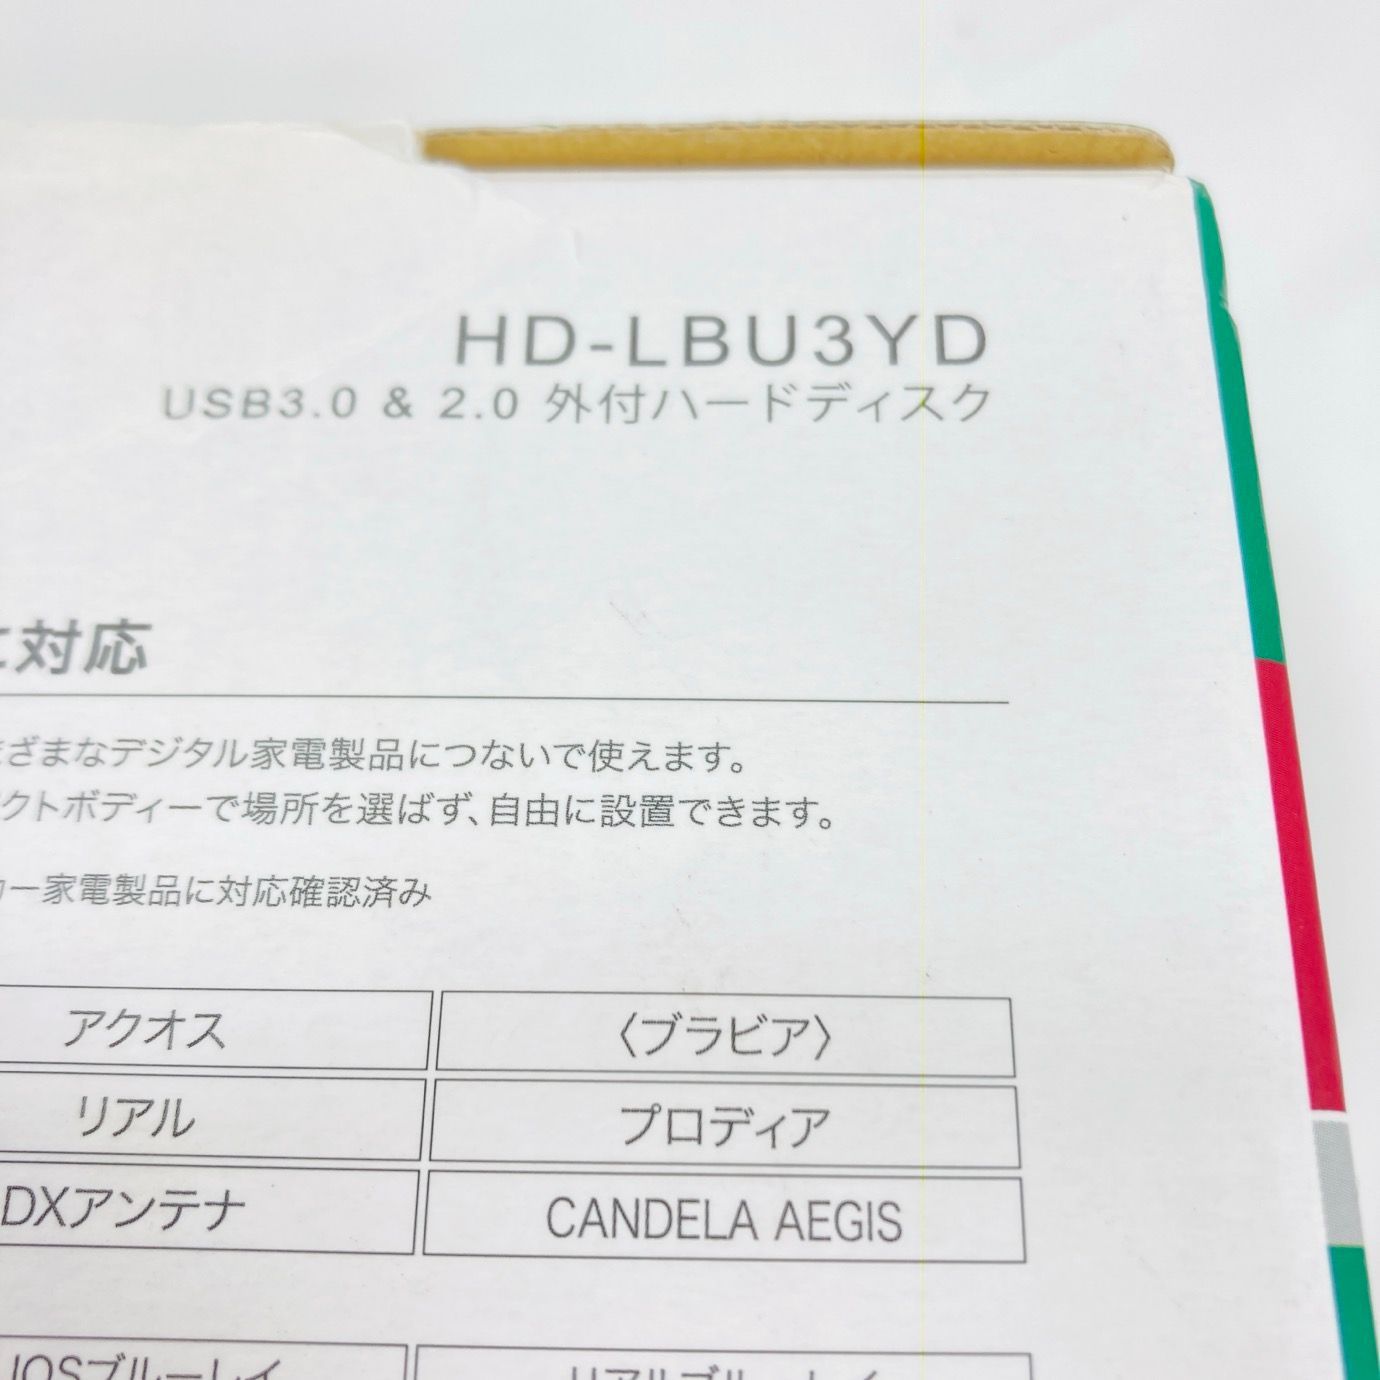 HD-LBU3YD
USB3.0 & 2.0 外付ハードディスク
に対応
まざまなデジタル家電製品につないで使えます。
クトボディーで場所を選ばず、自由に設置できます。
カー家電製品に対応確認済み
アクオス
〈ブラビア〉
リアル
プロディア
DXアンテナ
CANDELA AEGIS